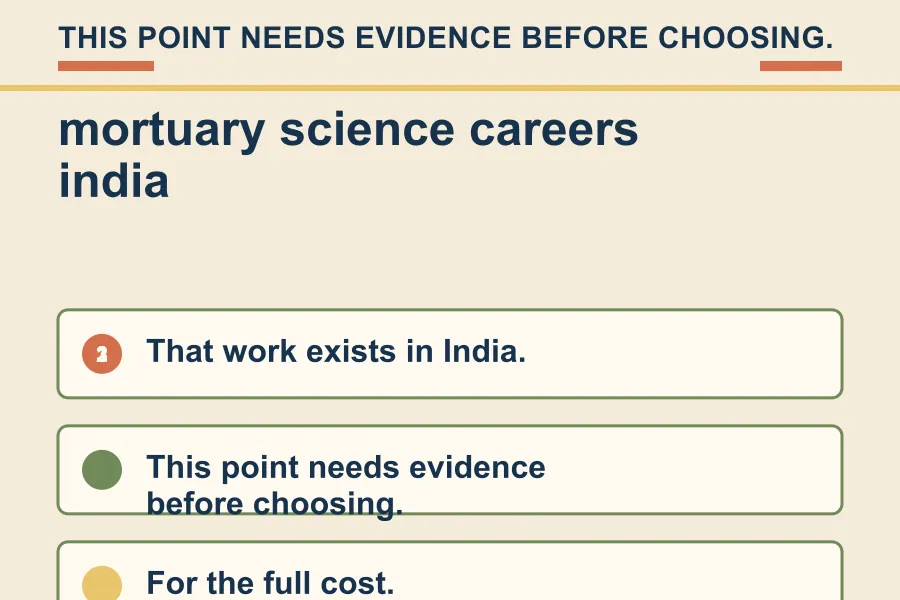 THIS POINT NEEDS EVIDENCE BEFORE CHOOSING.
mortuary science careers
india
That work exists in India.
This point needs evidence
before choosing.
For the full cost.